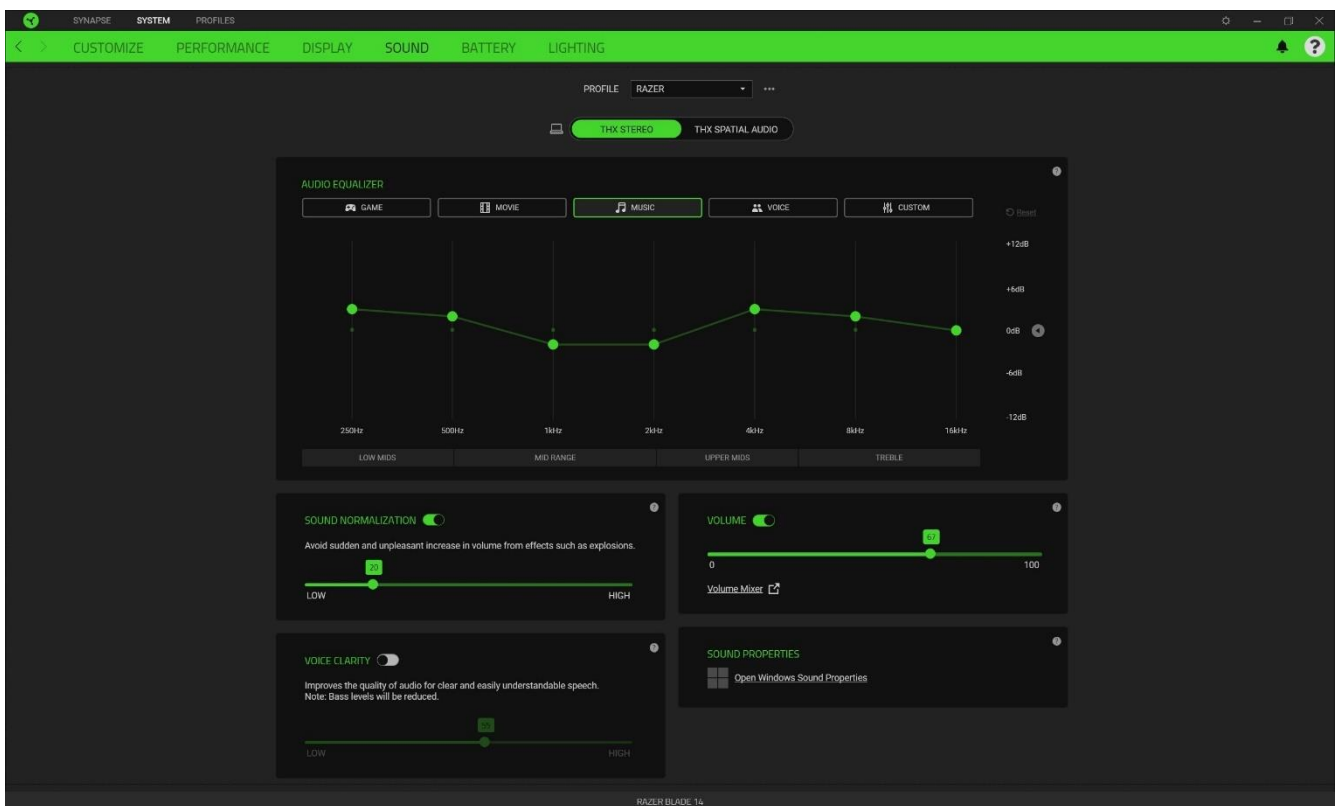 SYNAPSE SYSTEM PROFILES
CUSTOMIZE PERFORMANCE DISPLAY SOUND BATTERY LIGHTING ?
PROFILE RAZER
THX STEREO THX SPATIAL AUDIO
AUDIO EQUALIZER ?
GAME MOVIE MUSIC VOICE CUSTOM
Reset
+12dB
+6dB
0dB
-6dB
-12dB
250Hz 500Hz 1kHz 2kHz 4kHz 8kHz 16kHz
LOW MIDS MID RANGE UPPER MIDS TREBLE
SOUND NORMALIZATION ?
Avoid sudden and unpleasant increase in volume from effects such as explosions.
20
LOW HIGH
VOLUME ?
67
0 100
Volume Mixer
VOICE CLARITY ?
Improves the quality of audio for clear and easily understandable speech.
Note: Bass levels will be reduced.
LOW HIGH
SOUND PROPERTIES ?
Open Windows Sound Properties
RAZER BLADE 14